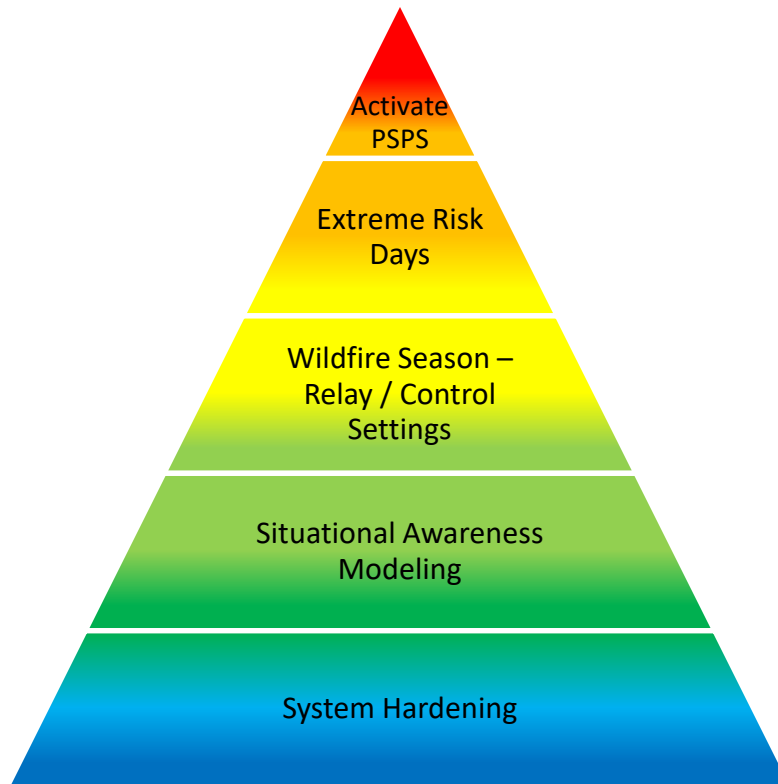 Activate
PSPS
Extreme Risk
Days
Wildfire Season –
Relay / Control
Settings
Situational Awareness
Modeling
System Hardening